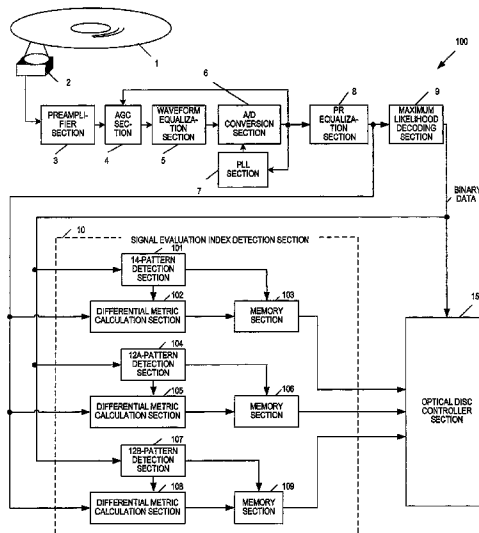 100
1
2
6
8
9
PREAMPLI-
FIER
SECTION
AGC
SEC-
TION
WAVEFORM
EQUALIZA-
TION
SECTION
A/D
CONVERSION
SECTION
PR
EQUALIZATION
SECTION
MAXIMUM
LIKELIHOOD
DECODING
SECTION
3
4
5
7
PLL
SECTION
BINARY
DATA
10
SIGNAL EVALUATION INDEX DETECTION SECTION
101
14-PATTERN
DETECTION
SECTION
102
103
DIFFERENTIAL METRIC
CALCULATION SECTION
MEMORY
SECTION
104
12A-PATTERN
DETECTION
SECTION
105
106
DIFFERENTIAL METRIC
CALCULATION SECTION
MEMORY
SECTION
107
12B-PATTERN
DETECTION
SECTION
108
109
DIFFERENTIAL METRIC
CALCULATION SECTION
MEMORY
SECTION
15
OPTICAL DISC
CONTROLLER
SECTION